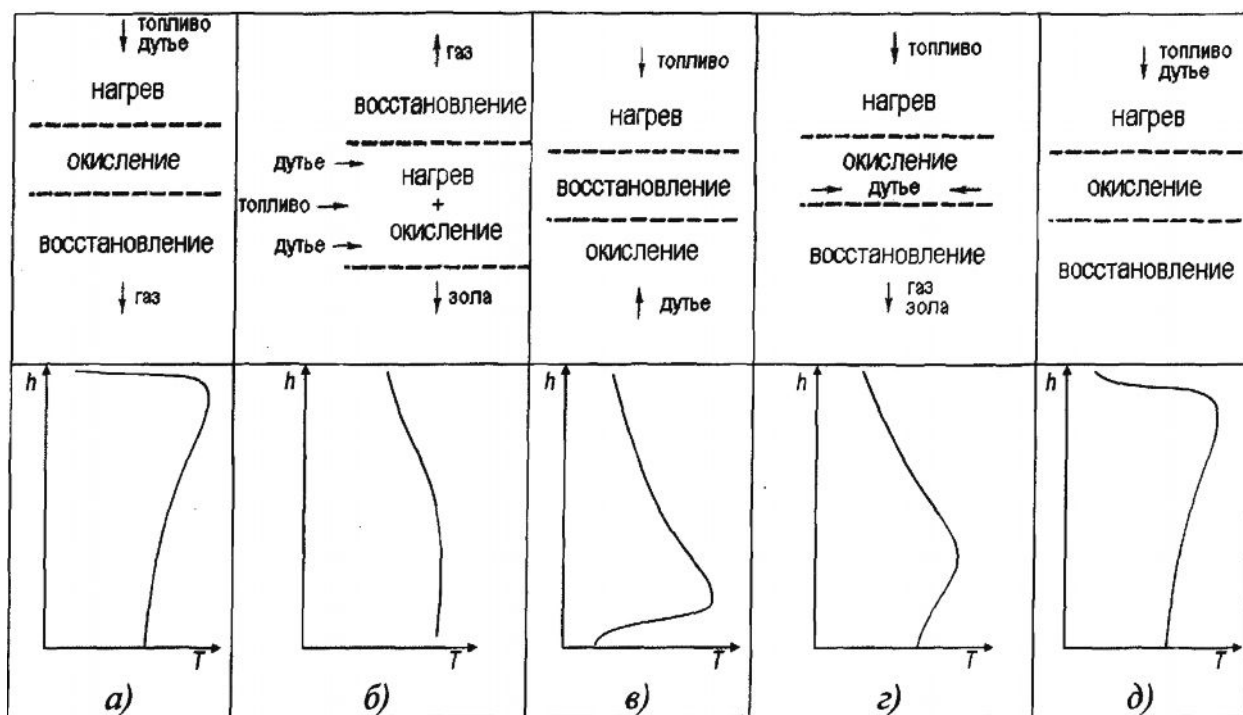 топливо
дутье
нагрев
окисление
восстановление
газ
газ
восстановление
дутье
нагрев
топливо
+
дутье
окисление
зола
топливо
нагрев
восстановление
окисление
дутье
топливо
нагрев
окисление
дутье
восстановление
газ
зола
топливо
дутье
нагрев
окисление
восстановление
h
T
а)
h
T
б)
h
T
в)
h
T
г)
h
T
д)